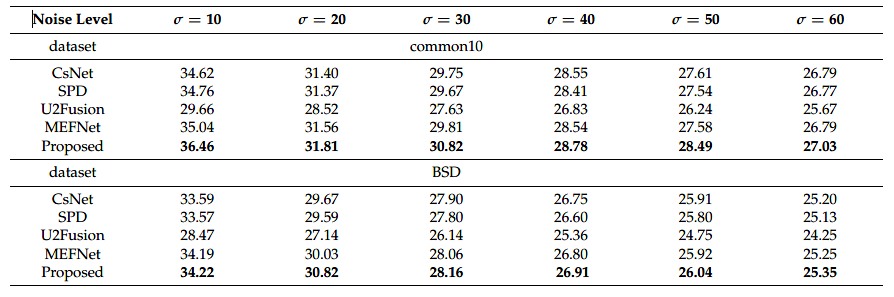 Noise Level σ = 10 σ = 20 σ = 30 σ = 40 σ = 50 σ = 60
dataset common10
CsNet 34.62 31.40 29.75 28.55 27.61 26.79
SPD 34.76 31.37 29.67 28.41 27.54 26.77
U2Fusion 29.66 28.52 27.63 26.83 26.24 25.67
MEFNet 35.04 31.56 29.81 28.54 27.58 26.79
Proposed 36.46 31.81 30.82 28.78 28.49 27.03
dataset BSD
CsNet 33.59 29.67 27.90 26.75 25.91 25.20
SPD 33.57 29.59 27.80 26.60 25.80 25.13
U2Fusion 28.47 27.14 26.14 25.36 24.75 24.25
MEFNet 34.19 30.03 28.06 26.80 25.92 25.25
Proposed 34.22 30.82 28.16 26.91 26.04 25.35